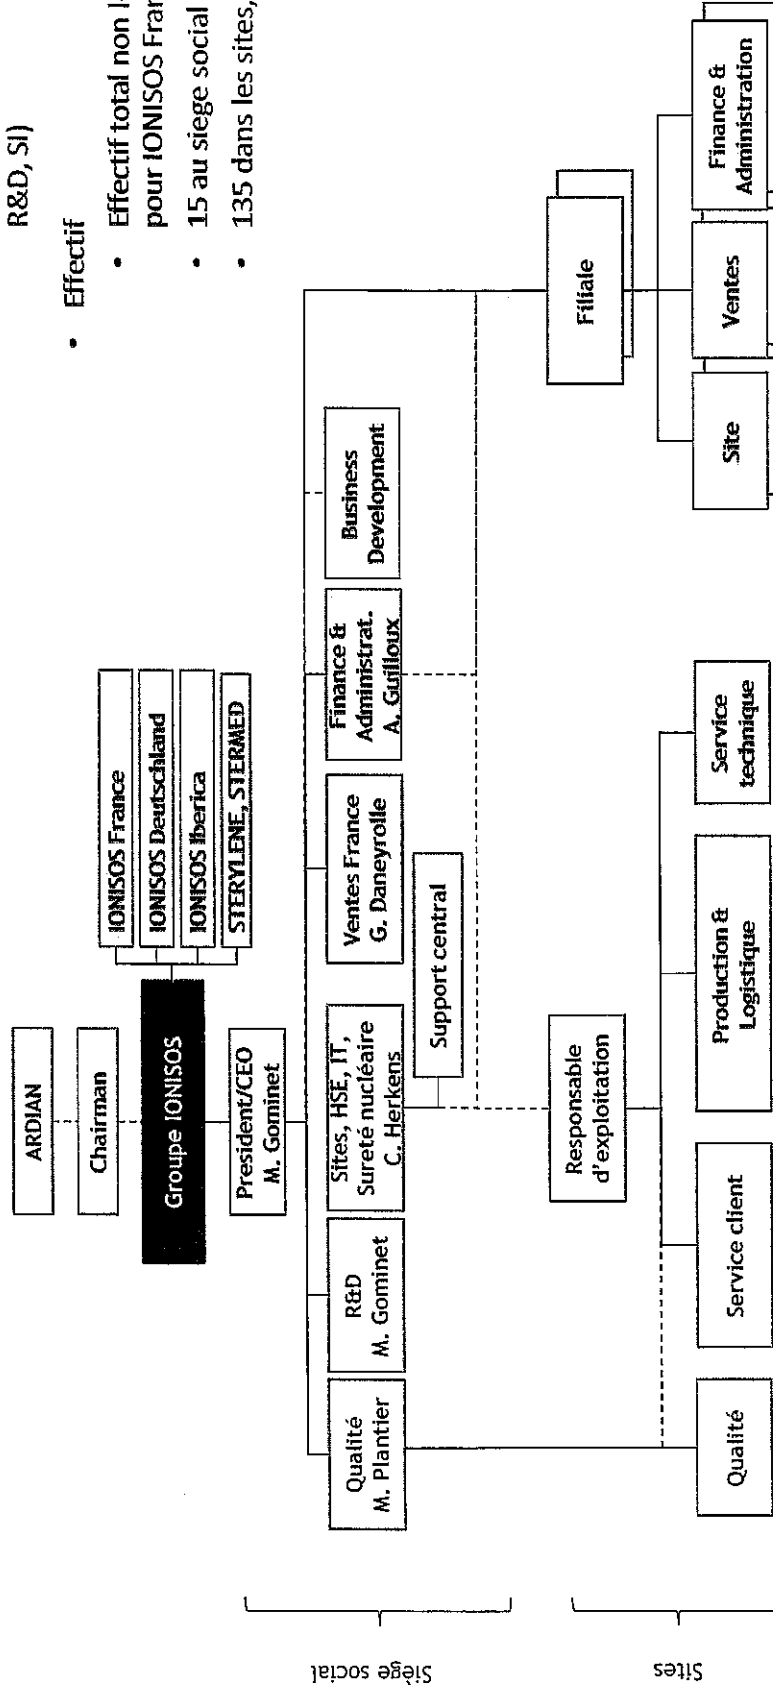 R&D, SI)
• Effectif
• Effectif total non
pour IONISOS
• 15 au siege social
• 135 dans les sites,
ARDIAN
Chairman
Groupe IONISOS
IONISOS France
IONISOS Deutschland
IONISOS Iberica
STERYLENE, STERMED
President/CEO
M. Gominet
Qualité
M. Plantier
R&D
M. Gominet
Sites, HSE, IT,
Sureté nucléaire
C. Herkens
Ventes France
G. Daneyrolle
Finance &
Administrat.
A. Guilloux
Business
Development
Support central
Siège social
Responsable
d'exploitation
Filiale
Qualité
Service client
Production &
Logistique
Service
technique
Site
Ventes
Finance &
Administration
Sites